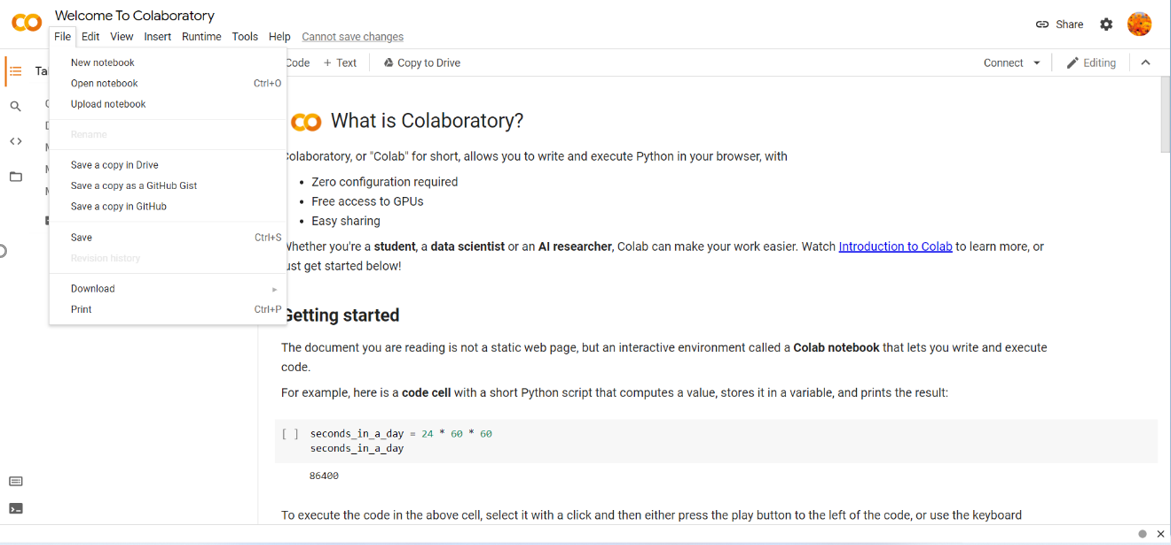 Welcome To Colaboratory
File Edit View Insert Runtime Tools Help Cannot save changes
Share
New notebook
Open notebook Ctrl+O
Upload notebook
Rename
Save a copy in Drive
Save a copy as a GitHub Gist
Save a copy in GitHub
Save Ctrl+S
Revision history
Download
Print Ctrl+P
Ta
Code + Text Copy to Drive
Connect Editing
What is Colaboratory?
olaboratory, or "Colab" for short, allows you to write and execute Python in your browser, with
• Zero configuration required
• Free access to GPUs
• Easy sharing
Whether you're a student, a data scientist or an AI researcher, Colab can make your work easier. Watch Introduction to Colab to learn more, or
ust get started below!
Getting started
The document you are reading is not a static web page, but an interactive environment called a Colab notebook that lets you write and execute
code.
For example, here is a code cell with a short Python script that computes a value, stores it in a variable, and prints the result:
[ ] seconds_in_a_day = 24 * 60 * 60
seconds_in_a_day
86400
To execute the code in the above cell, select it with a click and then either press the play button to the left of the code, or use the keyboard